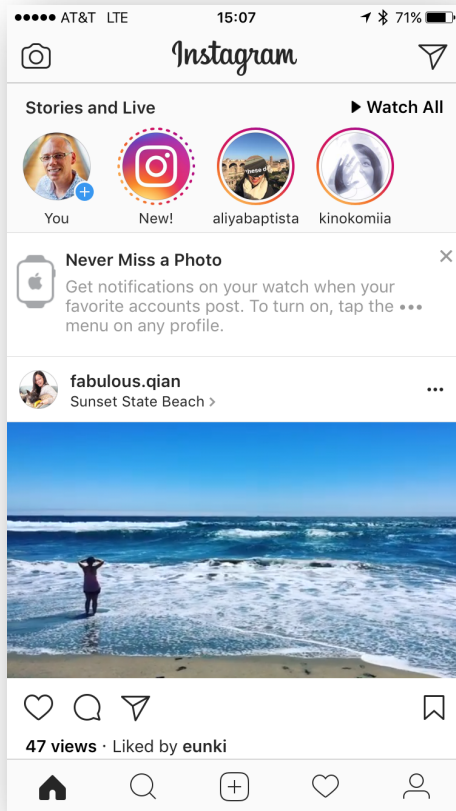 AT&T LTE 15:07 71%
Instagram
Stories and Live ▶ Watch All
You New! aliyabaptista kinokomiia
Never Miss a Photo
Get notifications on your watch when your
favorite accounts post. To turn on, tap the •••
menu on any profile.
fabulous.qian
Sunset State Beach >
47 views · Liked by eunki